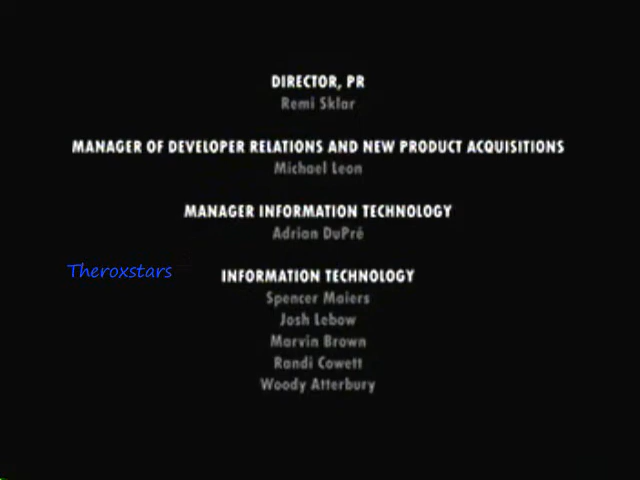 DIRECTOR, PR
Remi Sklar
MANAGER OF DEVELOPER RELATIONS AND NEW PRODUCT ACQUISITIONS
Michael Leon
MANAGER INFORMATION TECHNOLOGY
Adrian DuPré
Theroxstars
INFORMATION TECHNOLOGY
Spencer Maiers
Josh Lebow
Marvin Brown
Randi Cowett
Woody Atterbury